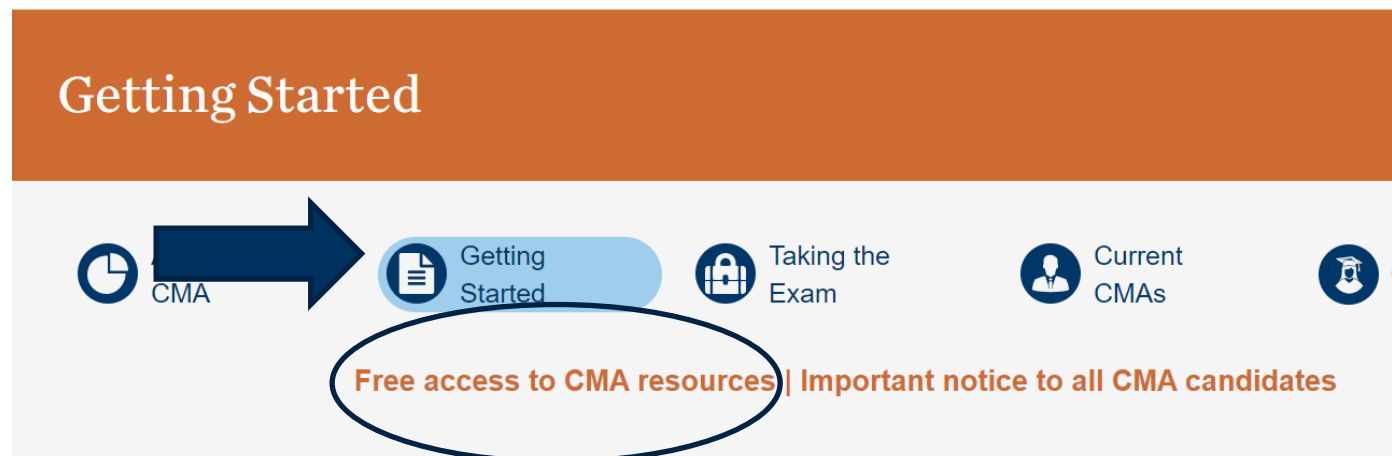 Getting Started
CMA
Getting
Started
Taking the
Exam
Current
CMAs
Free access to CMA resources | Important notice to all CMA candidates